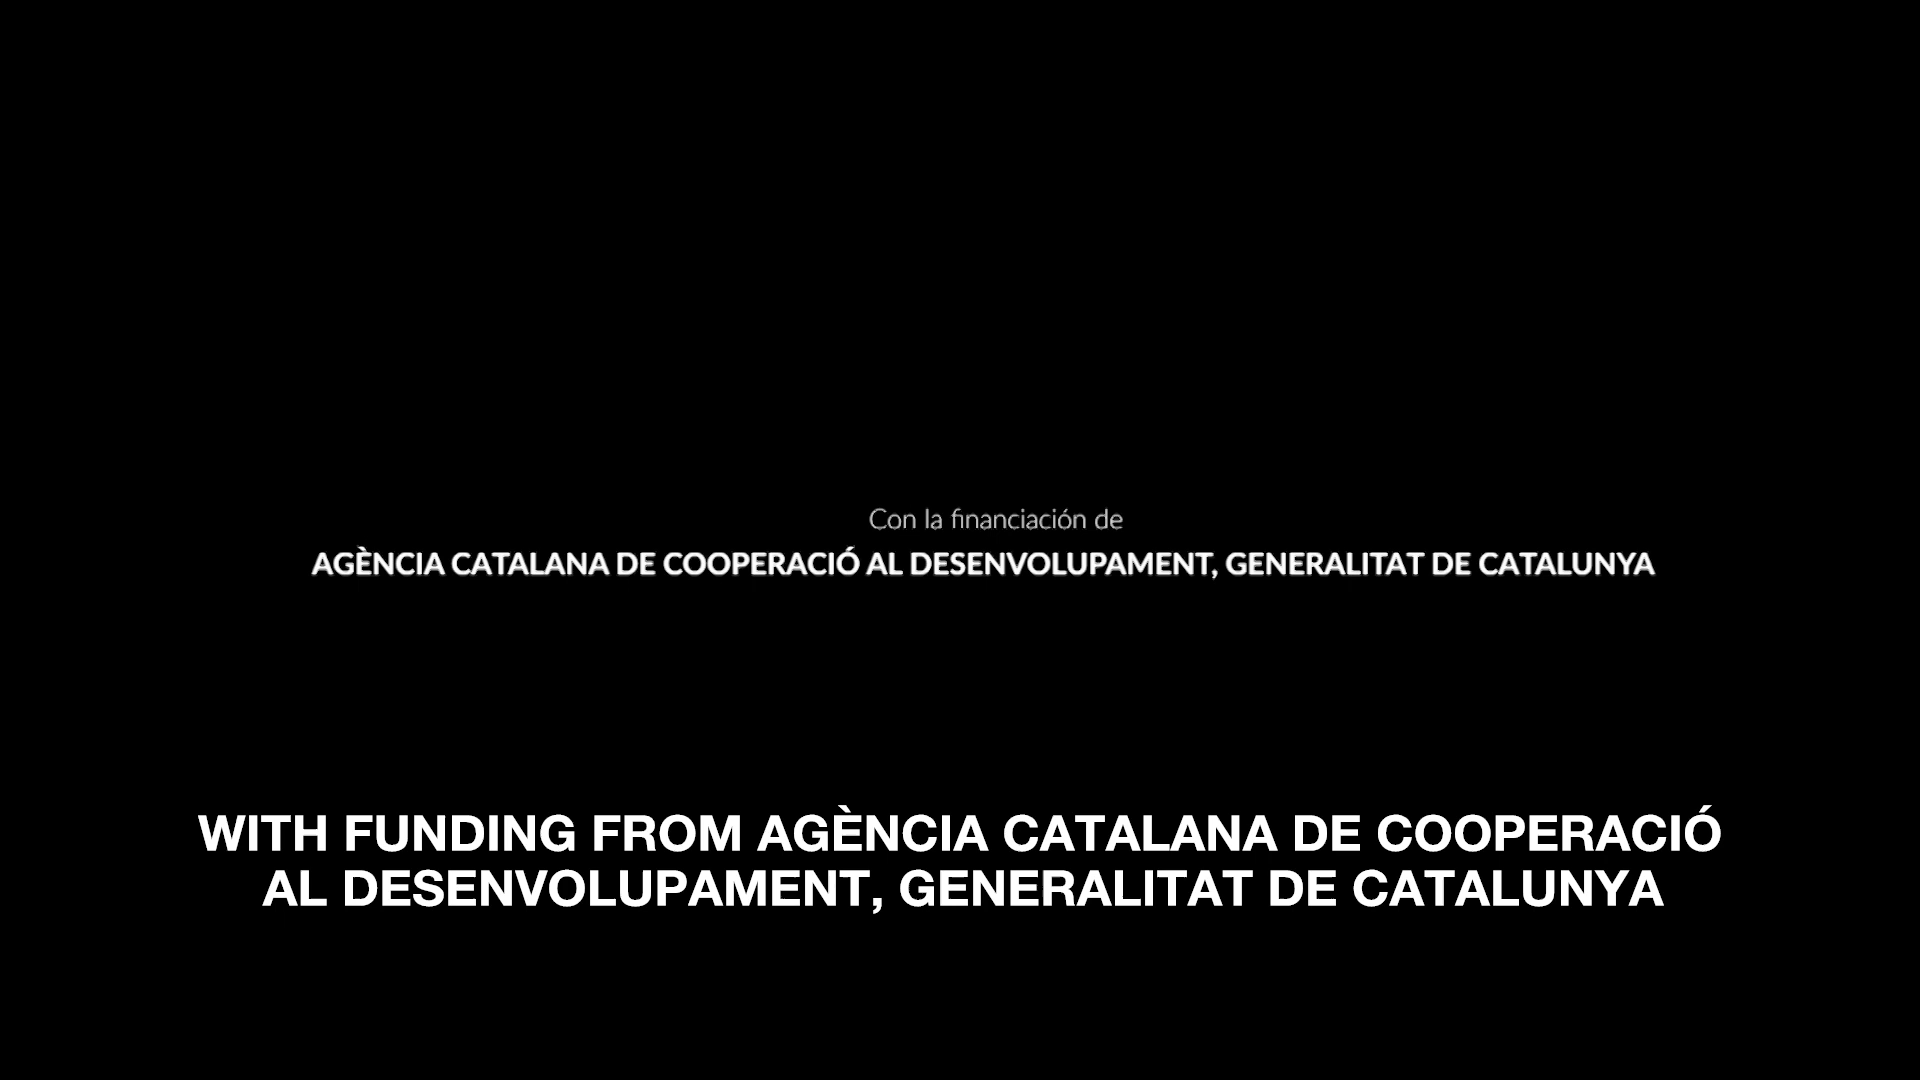 Con la financiación de
AGÈNCIA CATALANA DE COOPERACIÓ AL DESENVOLUPAMENT, GENERALITAT DE CATALUNYA
WITH FUNDING FROM AGÈNCIA CATALANA DE COOPERACIÓ
AL DESENVOLUPAMENT, GENERALITAT DE CATALUNYA